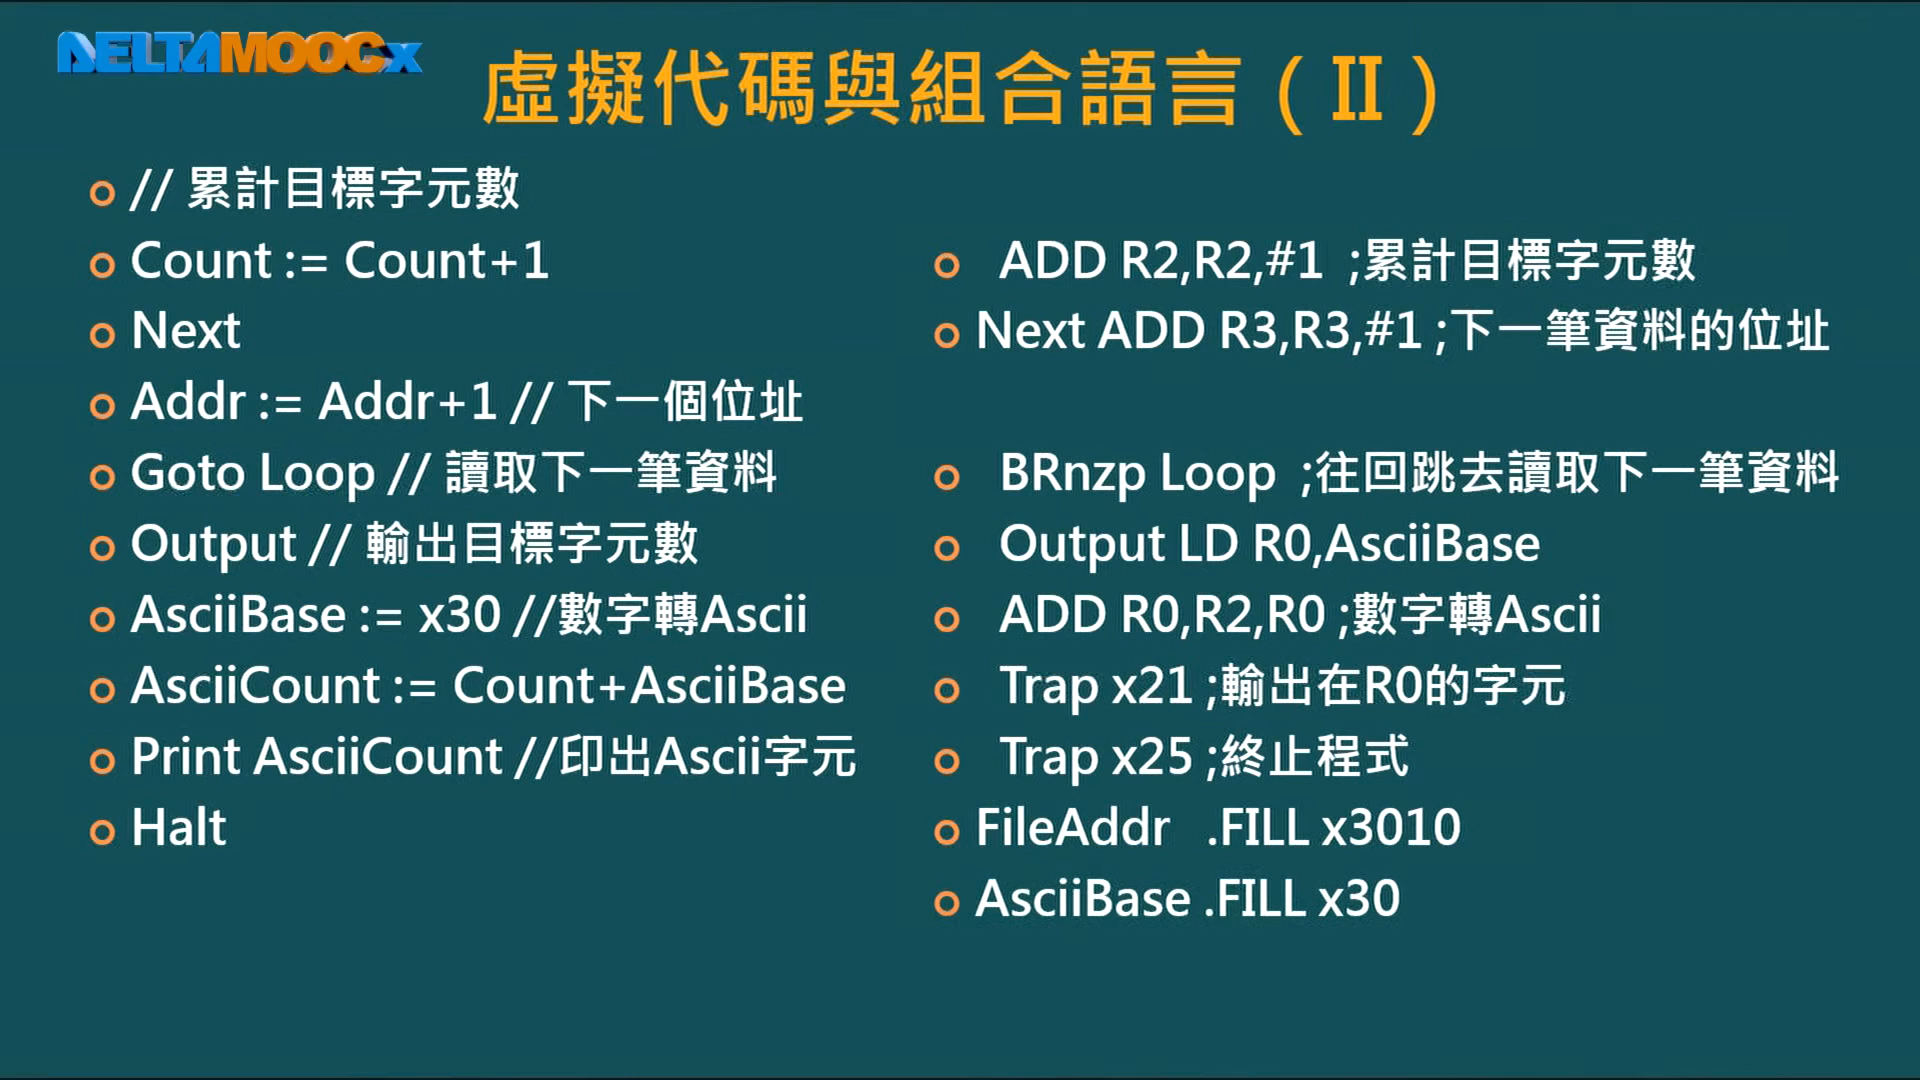 DELTAMOOCx
虛擬代碼與組合語言（II）
// 累計目標字元數
Count := Count+1
Next
Addr := Addr+1 // 下一個位址
Goto Loop // 讀取下一筆資料
Output // 輸出目標字元數
AsciiBase := x30 //數字轉Ascii
AsciiCount := Count+AsciiBase
Print AsciiCount //印出Ascii字元
Halt
ADD R2,R2,#1 ;累計目標字元數
Next ADD R3,R3,#1 ;下一筆資料的位址
BRnzp Loop ;往回跳去讀取下一筆資料
Output LD R0,AsciiBase
ADD R0,R2,R0 ;數字轉Ascii
Trap x21 ;輸出在R0的字元
Trap x25 ;終止程式
FileAddr .FILL x3010
AsciiBase .FILL x30